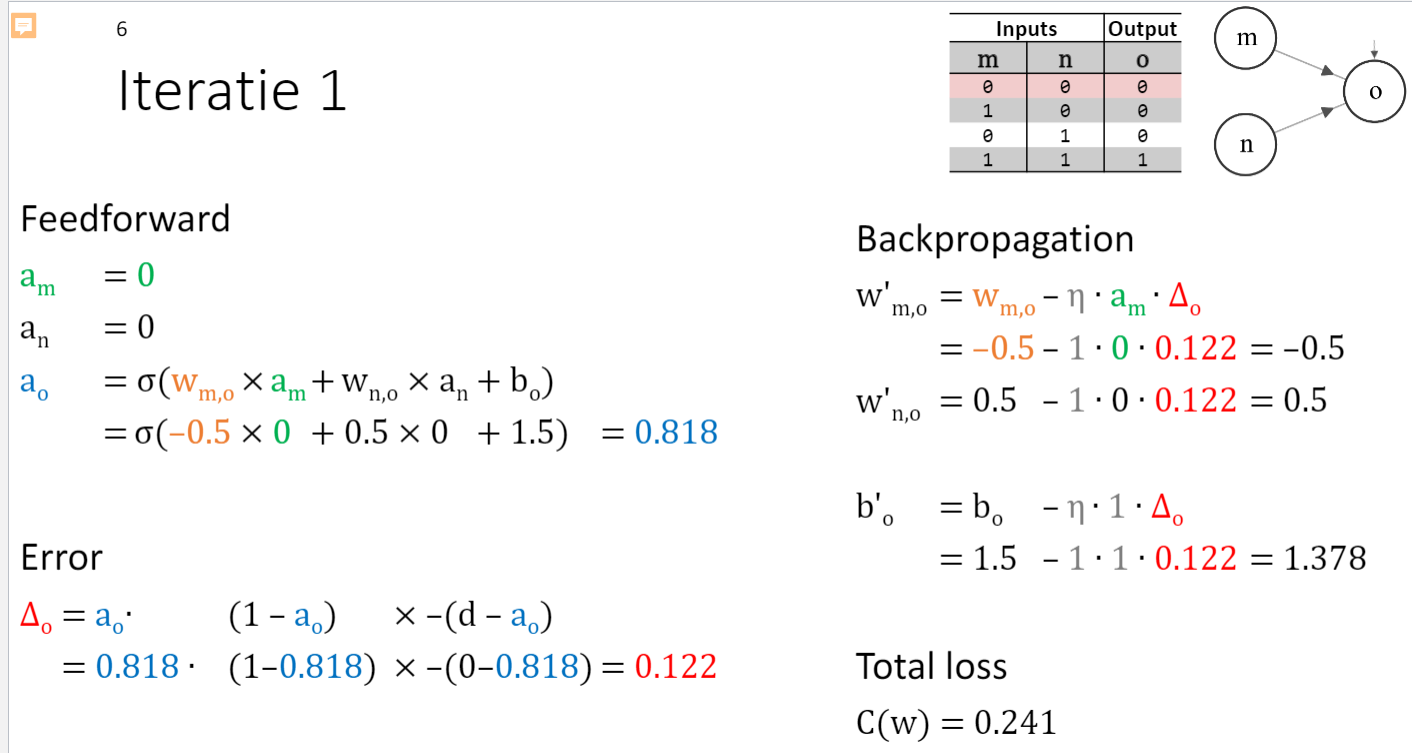 6
Iteratie 1
Inputs Output
m n o
0 0 0
1 0 0
0 1 0
1 1 1
m
n
o
Feedforward
aₘ = 0
aₙ = 0
aₒ = σ(wₘ,ₒ × aₘ + wₙ,ₒ × aₙ + bₒ)
= σ(–0.5 × 0 + 0.5 × 0 + 1.5) = 0.818
Error
Δₒ = aₒ· (1 – aₒ) × –(d – aₒ)
= 0.818 · (1–0.818) × –(0–0.818) = 0.122
Backpropagation
w'ₘ,ₒ = wₘ,ₒ – η · aₘ · Δₒ
= –0.5 – 1 · 0 · 0.122 = –0.5
w'ₙ,ₒ = 0.5 – 1 · 0 · 0.122 = 0.5
b'ₒ = bₒ – η · 1 · Δₒ
= 1.5 – 1 · 1 · 0.122 = 1.378
Total loss
C(w) = 0.241